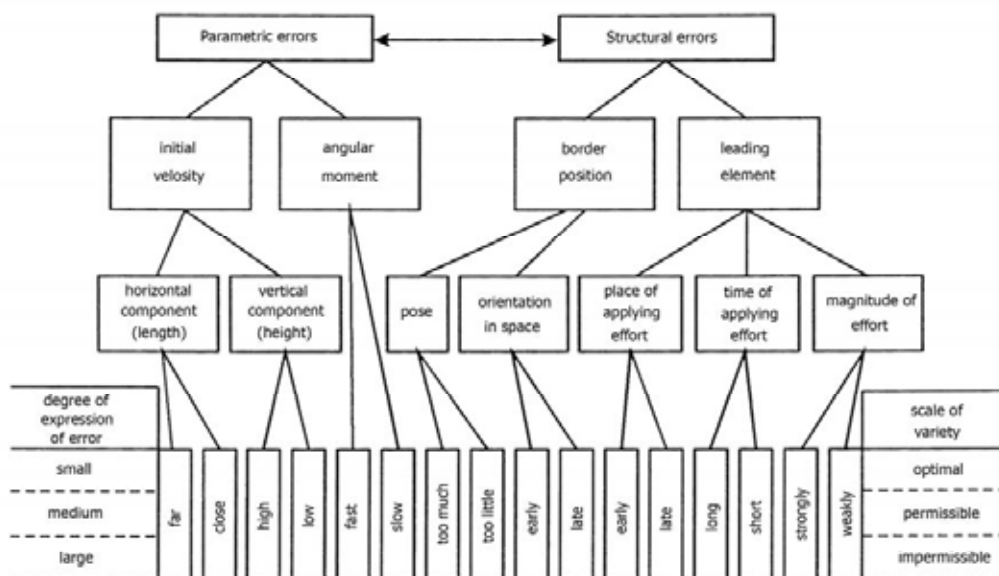 Parametric errors
Structural errors
initial
velosity
angular
moment
border
position
leading
element
horizontal
component
(length)
vertical
component
(height)
pose
orientation
in space
place of
applying
effort
time of
applying
effort
magnitude of
effort
degree of
expression
of error
scale of
variety
small
medium
large
far
close
high
low
fast
slow
too much
too little
early
late
early
late
long
short
strongly
weakly
optimal
permissible
impermissible